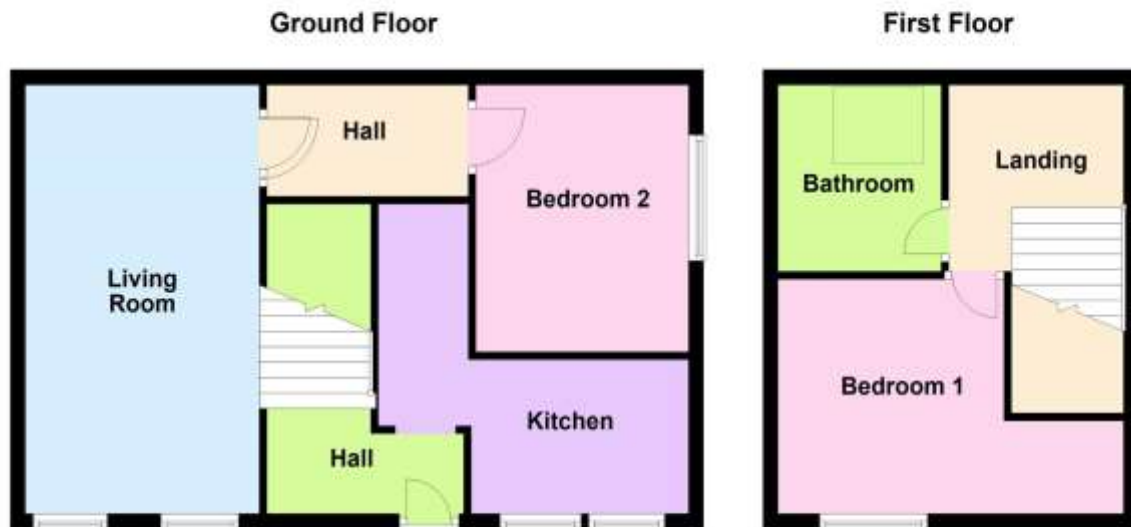 Ground Floor
First Floor
Hall
Bedroom 2
Living
Room
Kitchen
Hall
Bathroom
Landing
Bedroom 1